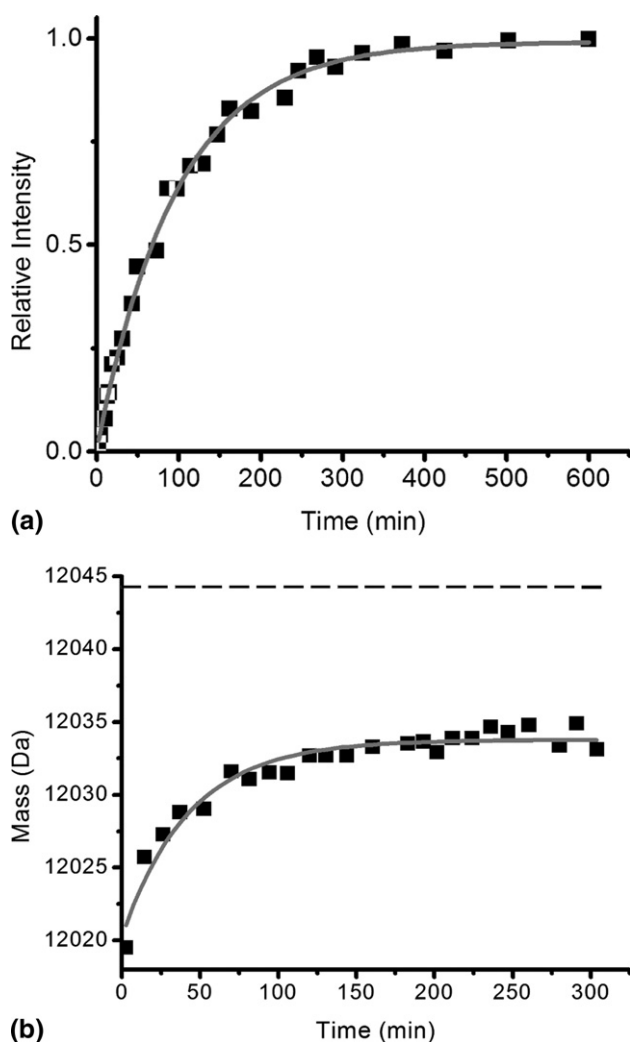 1.0
0.5
0.0
Relative Intensity
0 100 200 300 400 500 600
Time (min)
(a)
12045
12040
12035
12030
12025
12020
Mass (Da)
0 50 100 150 200 250 300
Time (min)
(b)